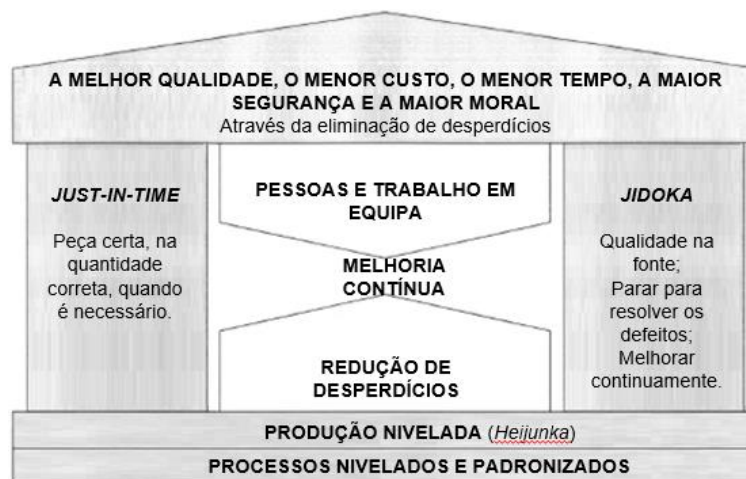 A MELHOR QUALIDADE, O MENOR CUSTO, O MENOR TEMPO, A MAIOR
SEGURANÇA E A MAIOR MORAL
Através da eliminação de desperdícios
JUST-IN-TIME
Peça certa, na
quantidade
correta, quando
é necessário.
PESSOAS E TRABALHO EM
EQUIPA
MELHORIA
CONTÍNUA
REDUÇÃO DE
DESPERDÍCIOS
JIDOKA
Qualidade na
fonte;
Parar para
resolver os
defeitos;
Melhorar
continuamente.
PRODUÇÃO NIVELADA (Heijunka)
PROCESSOS NIVELADOS E PADRONIZADOS